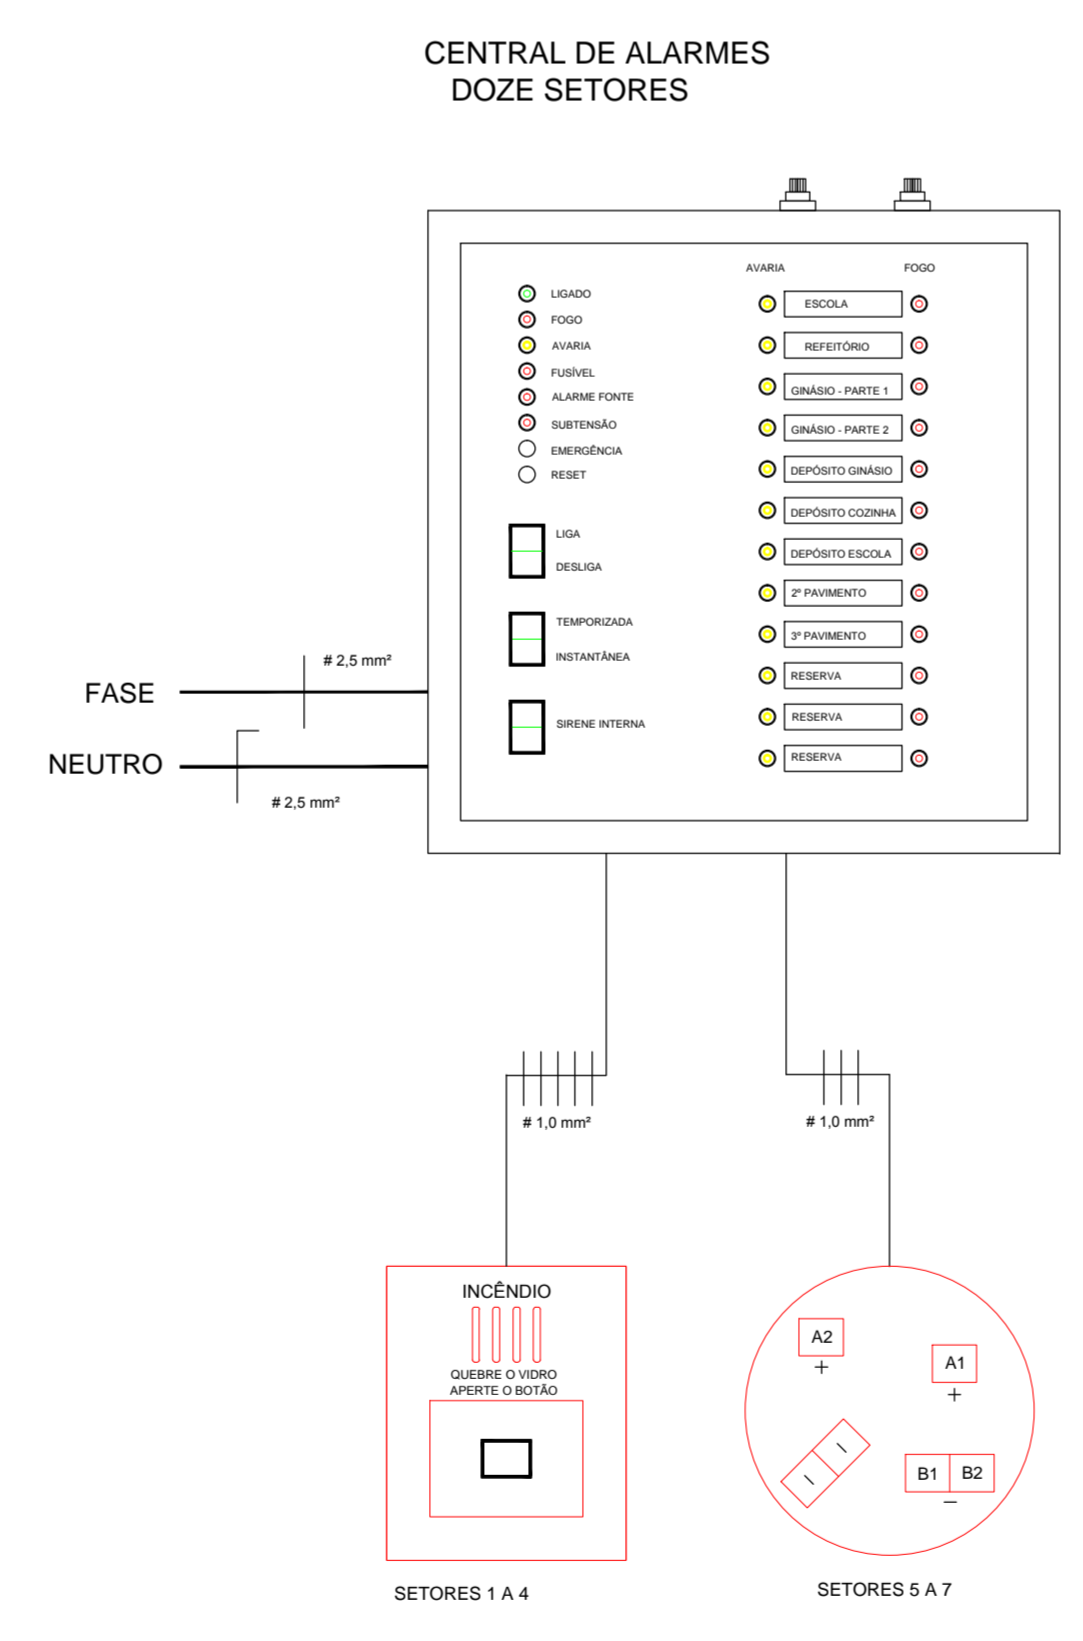 CENTRAL DE ALARMES
DOZE SETORES
AVARIA
FOGO
LIGADO
FOGO
AVARIA
FUSÍVEL
ALARME FONTE
SUBTENSÃO
EMERGÊNCIA
RESET
LIGA
DESLIGA
TEMPORIZADA
INSTANTÂNEA
SIRENE INTERNA
ESCOLA
REFEITÓRIO
GINÁSIO - PARTE 1
GINÁSIO - PARTE 2
DEPÓSITO GINÁSIO
DEPÓSITO COZINHA
DEPÓSITO ESCOLA
2º PAVIMENTO
3º PAVIMENTO
RESERVA
RESERVA
RESERVA
# 2,5 mm²
FASE
NEUTRO
# 2,5 mm²
# 1,0 mm²
# 1,0 mm²
INCÊNDIO
QUEBRE O VIDRO
APERTE O BOTÃO
SETORES 1 A 4
A2
+
A1
+
B1 B2
–
SETORES 5 A 7